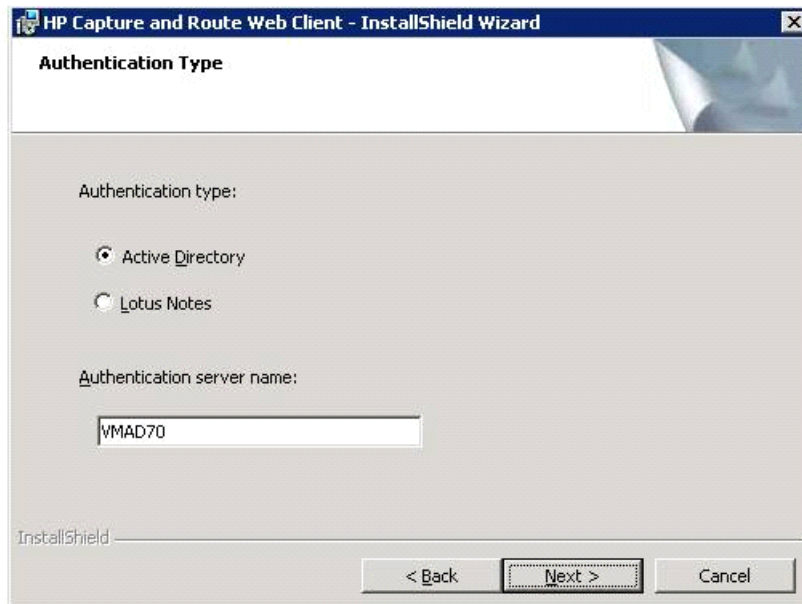 HP Capture and Route Web Client - InstallShield Wizard
Authentication Type
Authentication type:
Active Directory
Lotus Notes
Authentication server name:
VMAD70
InstallShield
< Back Next > Cancel